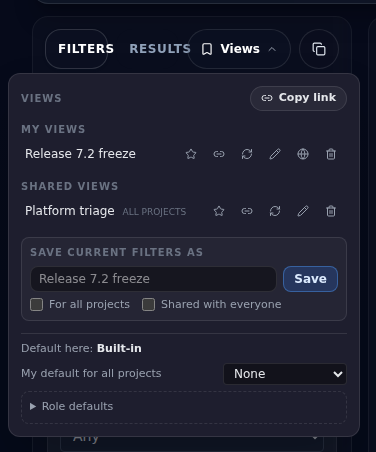 FILTERS RESULTS Views
VIEWS Copy link
MY VIEWS
Release 7.2 freeze
SHARED VIEWS
Platform triage ALL PROJECTS
SAVE CURRENT FILTERS AS
Release 7.2 freeze Save
For all projects Shared with everyone
Default here: Built-in
My default for all projects None
Role defaults
Any